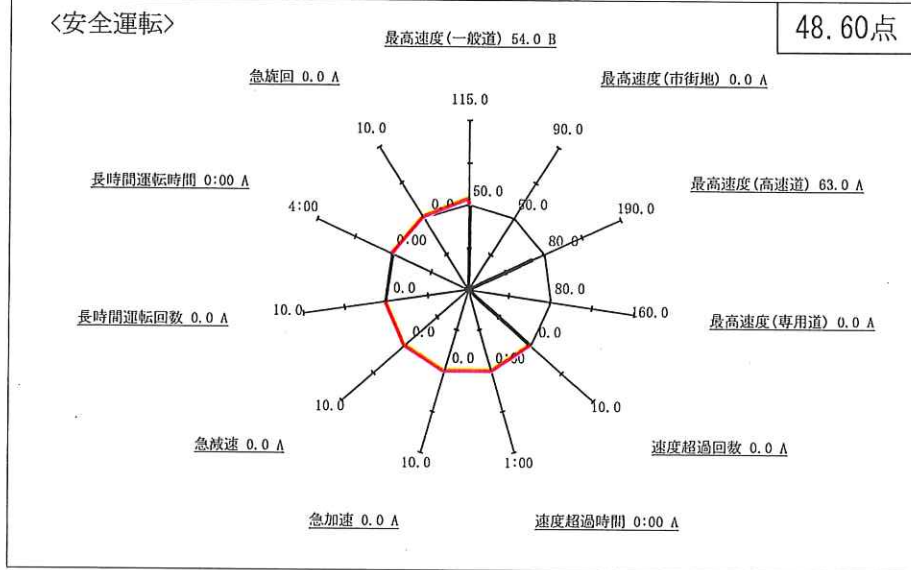 <安全運転>
48.60点
最高速度(一般道) 54.0 B
急旋回 0.0 A
最高速度(市街地) 0.0 A
115.0
10.0
90.0
長時間運転時間 0:00 A
最高速度(高速道) 63.0 A
4:00
190.0
50.0
0.0
0.00
80.0
長時間運転回数 0.0 A
10.0
0.0
80.0
160.0
最高速度(専用道) 0.0 A
0.0
0.0
0.0
10.0
10.0
急減速 0.0 A
速度超過回数 0.0 A
10.0
1:00
急加速 0.0 A
速度超過時間 0:00 A